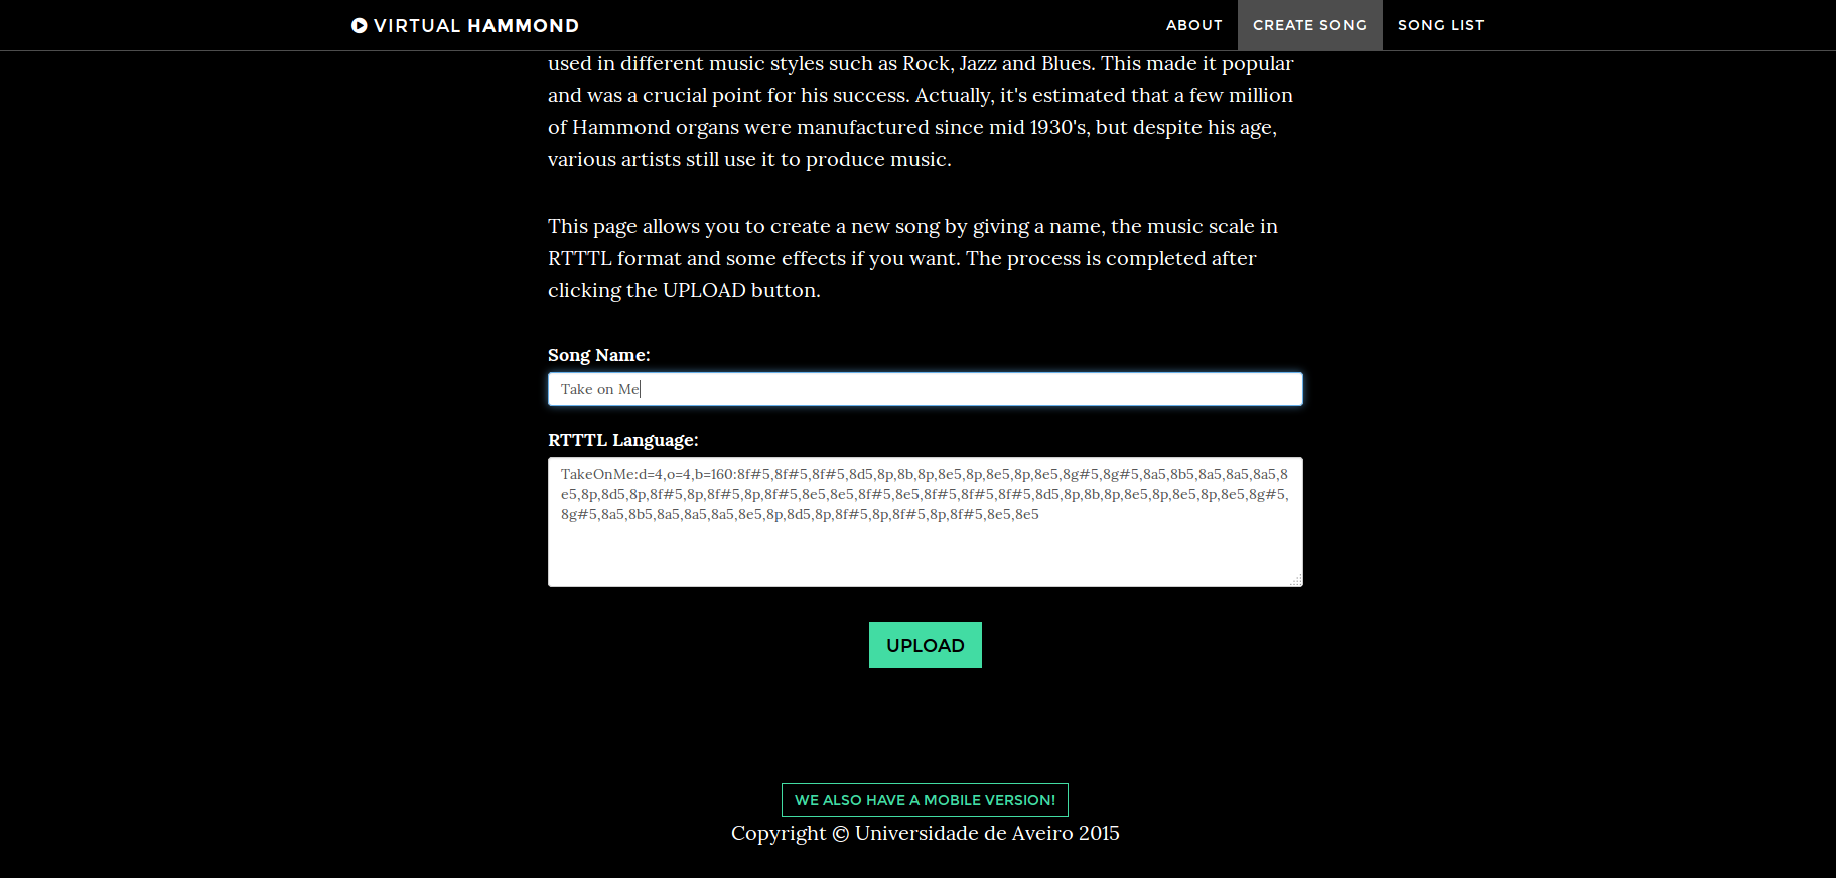 VIRTUAL HAMMOND
ABOUT
CREATE SONG
SONG LIST
used in different music styles such as Rock, Jazz and Blues. This made it popular
and was a crucial point for his success. Actually, it's estimated that a few million
of Hammond organs were manufactured since mid 1930's, but despite his age,
various artists still use it to produce music.
This page allows you to create a new song by giving a name, the music scale in
RTTTL format and some effects if you want. The process is completed after
clicking the UPLOAD button.
Song Name:
Take on Me
RTTTL Language:
TakeOnMe:d=4,o=4,b=160:8f#5,8f#5,8f#5,8d5,8p,8b,8p,8e5,8p,8e5,8p,8e5,8g#5,8g#5,8a5,8b5,8a5,8a5,8a5,8
e5,8p,8d5,8p,8f#5,8p,8f#5,8p,8f#5,8e5,8e5,8f#5,8e5,8f#5,8f#5,8f#5,8d5,8p,8b,8p,8e5,8p,8e5,8p,8e5,8g#5,
8g#5,8a5,8b5,8a5,8a5,8a5,8e5,8p,8d5,8p,8f#5,8p,8f#5,8p,8f#5,8e5,8e5
UPLOAD
WE ALSO HAVE A MOBILE VERSION!
Copyright © Universidade de Aveiro 2015